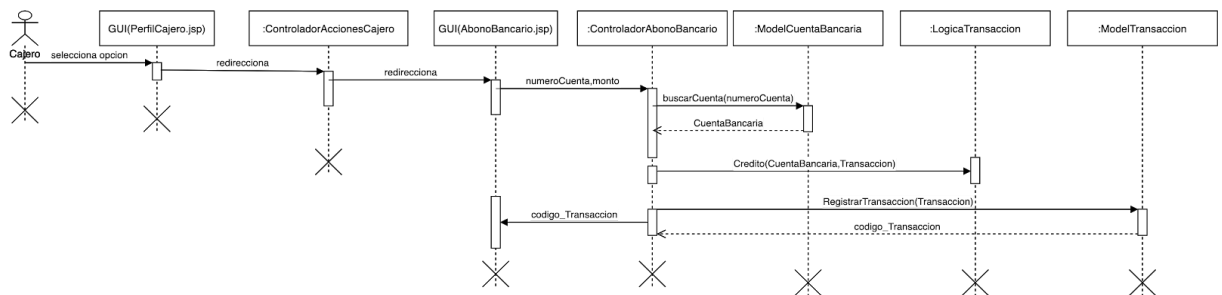 GUI(PerfilCajero.jsp)
:ControladorAccionesCajero
GUI(AbonoBancario.jsp)
:ControladorAbonoBancario
:ModelCuentaBancaria
:LogicaTransaccion
:ModelTransaccion
Cajero
selecciona opcion
redirecciona
redirecciona
numeroCuenta,monto
buscarCuenta(numeroCuenta)
CuentaBancaria
Credito(CuentaBancaria,Transaccion)
RegistrarTransaccion(Transaccion)
codigo_Transaccion
codigo_Transaccion